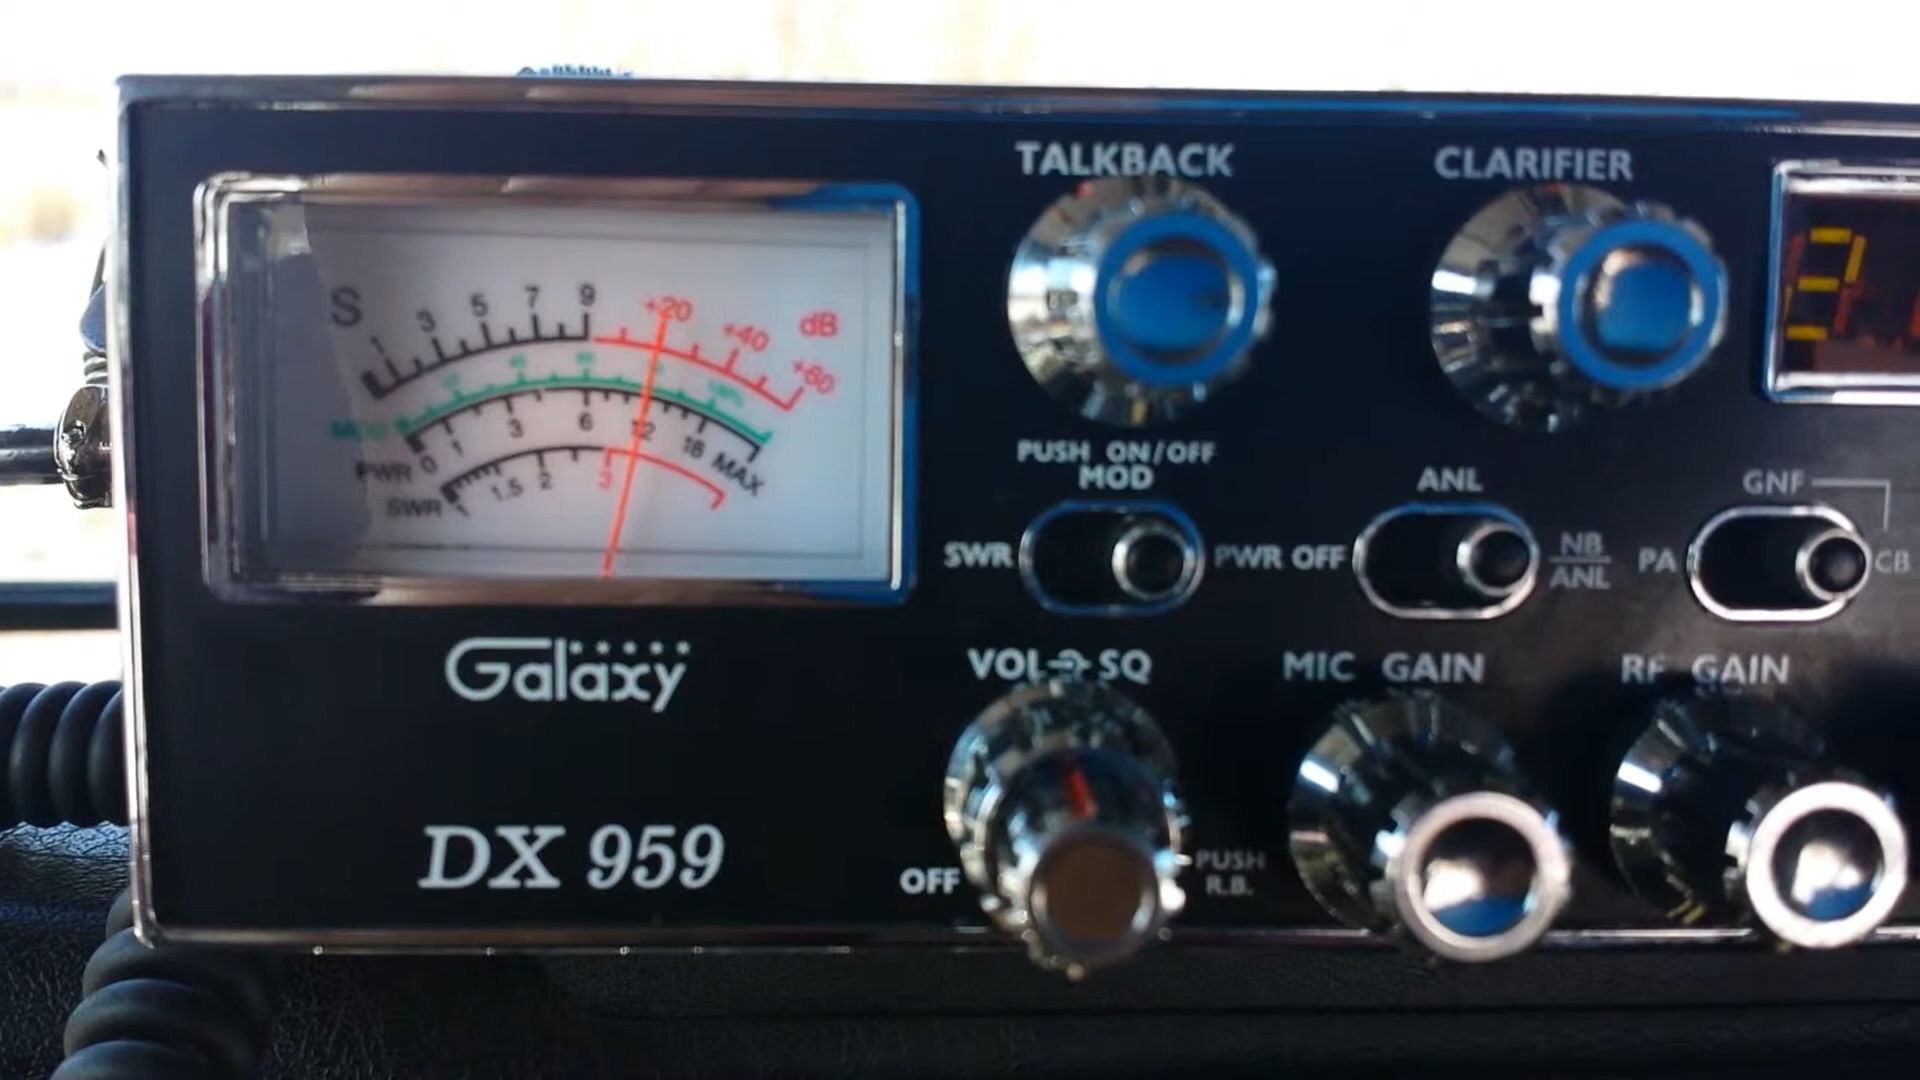 TALKBACK
CLARIFIER
S 1 3 5 7 9 +20 +40 +60 dB
MOD
PWR 0 1 3 6 12 18 MAX
SWR 1 1.5 2 3
PUSH ON/OFF
MOD
ANL
GNF
SWR
PWR
OFF
NB
ANL
PA
CB
Galaxy
VOL SQ
MIC GAIN
RF GAIN
DX 959
OFF
PUSH
R.B.